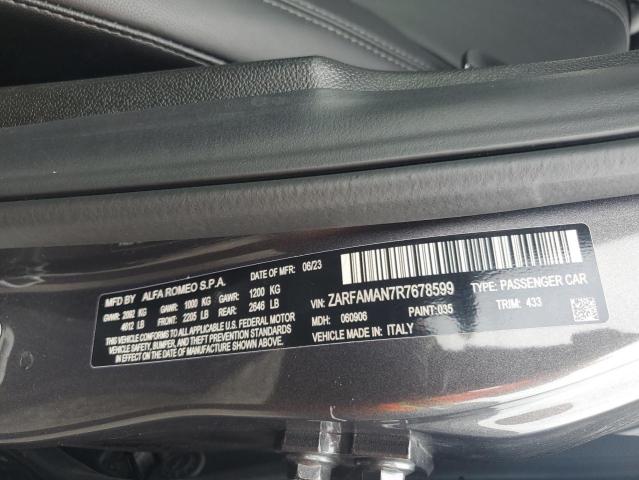 MFD BY ALFA ROMEO S.P.A. DATE OF MFR: 06/23
GVWR: 2092 KG GAWR: 1000 KG GAWR: 1200 KG
4612 LB FRONT: 2205 LB REAR: 2646 LB
THIS VEHICLE CONFORMS TO ALL APPLICABLE U.S. FEDERAL MOTOR
VEHICLE SAFETY, BUMPER, AND THEFT PREVENTION STANDARDS
IN EFFECT ON THE DATE OF MANUFACTURE SHOWN ABOVE
VIN: ZARFAMAN7R7678599 TYPE: PASSENGER CAR
MDH: 060906 PAINT: 035 TRIM: 433
VEHICLE MADE IN: ITALY